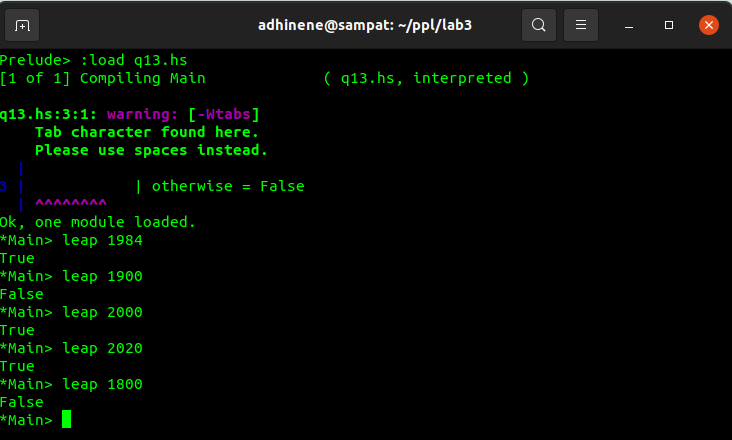 adhinene@sampat: ~/ppl/lab3
Prelude> :load q13.hs
[1 of 1] Compiling Main             ( q13.hs, interpreted )
q13.hs:3:1: warning: [-Wtabs]
    Tab character found here.
    Please use spaces instead.
  |
3 |             | otherwise = False
  | ^^^^^^^^
Ok, one module loaded.
*Main> leap 1984
True
*Main> leap 1900
False
*Main> leap 2000
True
*Main> leap 2020
True
*Main> leap 1800
False
*Main>